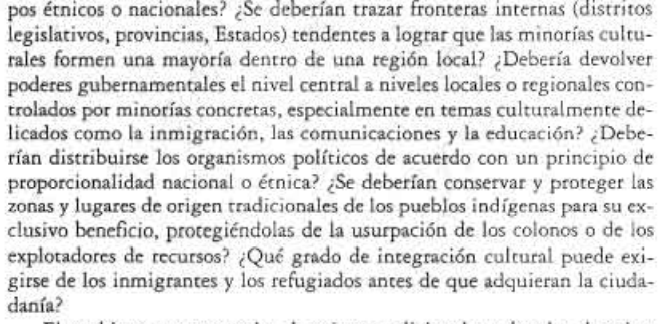 pos étnicos o nacionales? ¿Se deberían trazar fronteras internas (distritos
legislativos, provincias, Estados) tendentes a lograr que las minorías cultu-
rales formen una mayoría dentro de una región local? ¿Debería devolver
poderes gubernamentales el nivel central a niveles locales o regionales con-
trolados por minorías concretas, especialmente en temas culturalmente de-
licados como la inmigración, las comunicaciones y la educación? ¿Debe-
rían distribuirse los organismos políticos de acuerdo con un principio de
proporcionalidad nacional o étnica? ¿Se deberían conservar y proteger las
zonas y lugares de origen tradicionales de los pueblos indígenas para su ex-
clusivo beneficio, protegiéndolas de la usurpación de los colonos o de los
explotadores de recursos? ¿Qué grado de integración cultural puede exi-
girse de los inmigrantes y los refugiados antes de que adquieran la ciuda-
danía?